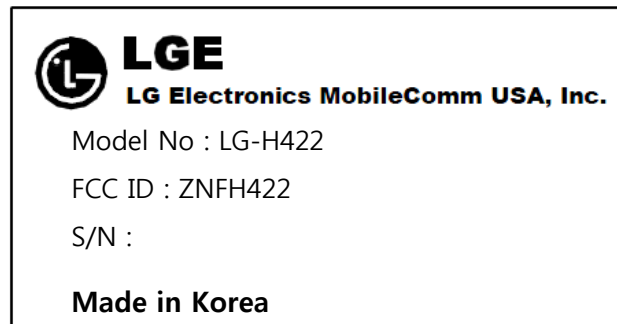 LGE
LG Electronics MobileComm USA, Inc.
Model No : LG-H422
FCC ID : ZNFH422
S/N :
Made in Korea